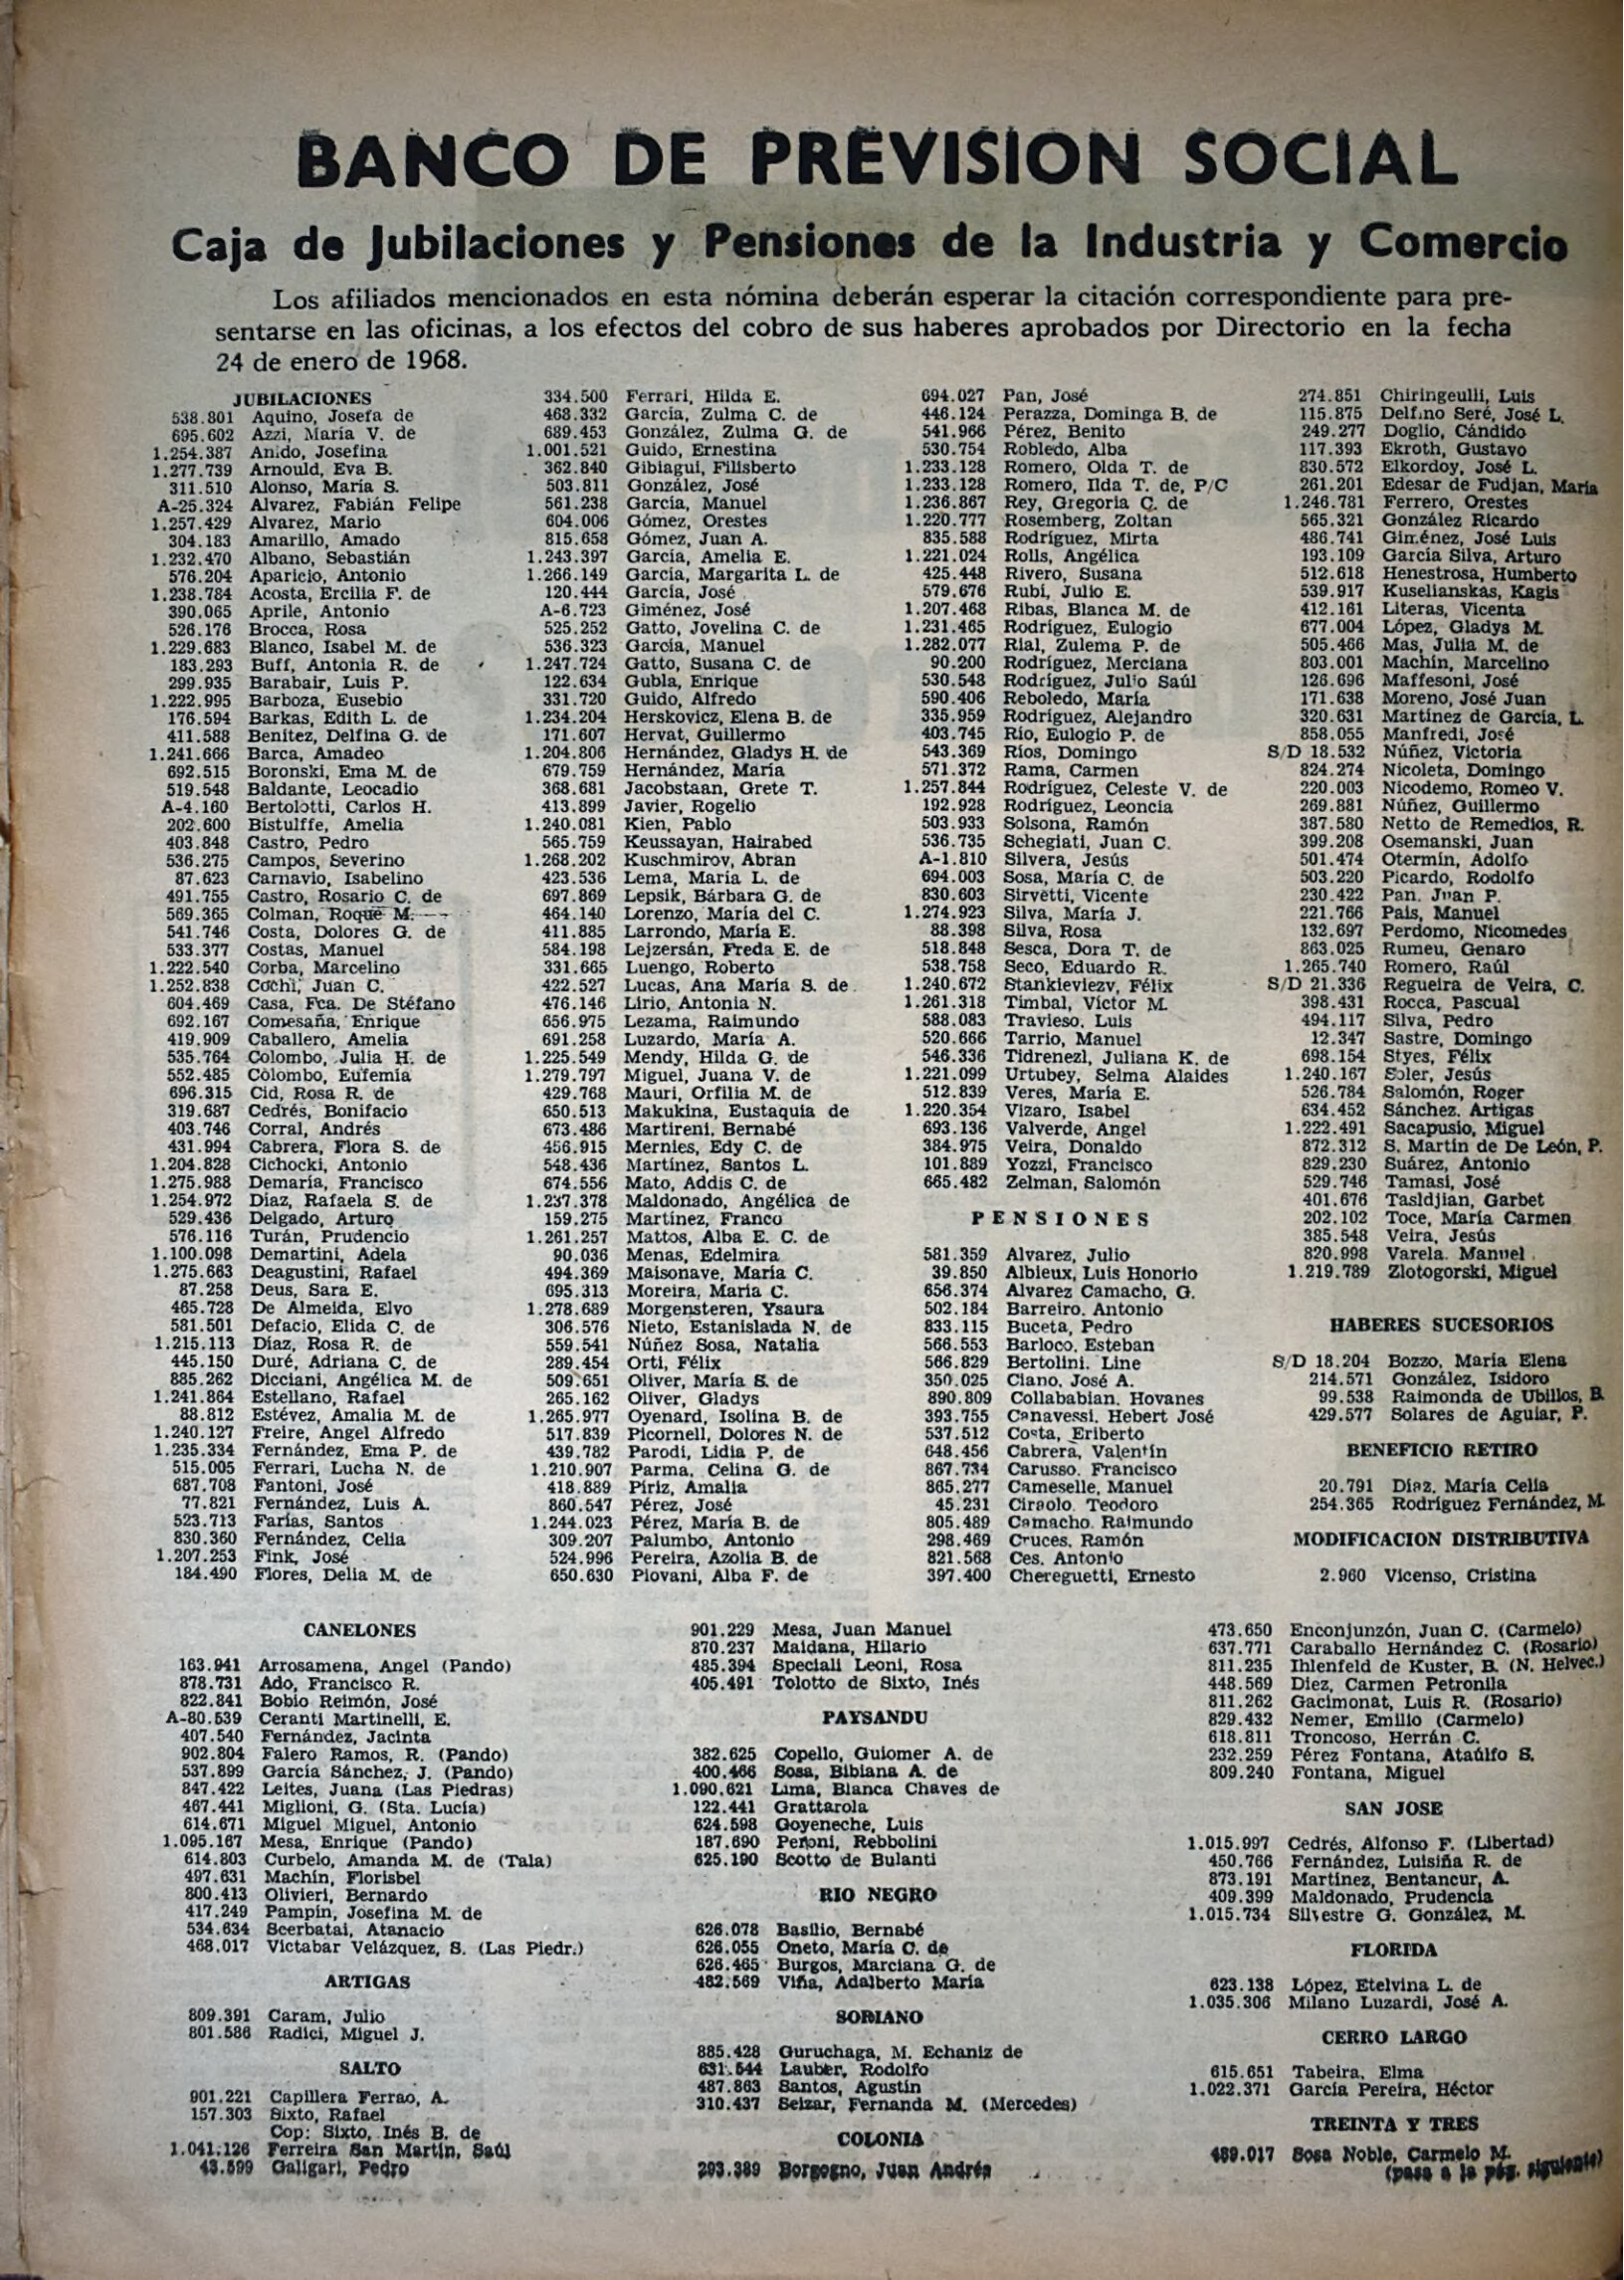 BANCO DE PREVISION SOCIAL
Caja de Jubilaciones y Pensiones de la Industria y Comercio
Los afiliados mencionados en esta nómina deberán esperar la citación correspondiente para pre-
sentarse en las oficinas, a los efectos del cobro de sus haberes aprobados por Directorio en la fecha
24 de enero de 1968.
JUBILACIONES
538.801 Aquino, Josefa de
695.602 Azzi, María V. de
1.254.387 Anido, Josefina
1.277.739 Arnould, Eva B.
311.510 Alonso, María S.
A-25.324 Alvarez, Fabián Felipe
1.257.429 Alvarez, Mario
304.183 Amarillo, Amado
1.232.470 Albano, Sebastián
576.204 Aparicio, Antonio
1.238.784 Acosta, Ercilia F. de
390.065 Aprile, Antonio
526.176 Brocca, Rosa
1.229.683 Blanco, Isabel M. de
183.293 Buff, Antonia R. de
299.935 Barabair, Luis P.
1.222.995 Barboza, Eusebio
176.594 Barkas, Edith L. de
411.588 Benítez, Delfina G. de
1.241.666 Barca, Amadeo
692.515 Boronski, Ema M. de
519.548 Baldante, Leocadio
A-4.160 Bertolotti, Carlos H.
202.600 Bistulffe, Amelia
403.848 Castro, Pedro
536.275 Campos, Severino
87.623 Carnavio, Isabelino
491.755 Castro, Rosario C. de
569.365 Colman, Roque M.
541.746 Costa, Dolores G. de
533.377 Costas, Manuel
1.222.540 Corba, Marcelino
1.252.838 Cochi, Juan C.
604.469 Casa, Fca. De Stéfano
692.167 Comesaña, Enrique
419.909 Caballero, Amelia
535.764 Colombo, Julia H. de
552.485 Colombo, Eufemia
696.315 Cid, Rosa R. de
319.687 Cedrés, Bonifacio
403.746 Corral, Andrés
431.994 Cabrera, Flora S. de
1.204.828 Cichocki, Antonio
1.275.988 Demaría, Francisco
1.254.972 Díaz, Rafaela S. de
529.436 Delgado, Arturo
576.116 Turán, Prudencio
1.100.098 Demartini, Adela
1.275.663 Deagustini, Rafael
87.258 Deus, Sara E.
465.728 De Almeida, Elvo
581.501 Defacio, Elida C. de
1.215.113 Díaz, Rosa R. de
445.150 Duré, Adriana C. de
885.262 Dicciani, Angélica M. de
1.241.864 Estellano, Rafael
88.812 Estévez, Amalia M. de
1.240.127 Freire, Angel Alfredo
1.235.334 Fernández, Ema P. de
515.005 Ferrari, Lucha N. de
687.708 Fantoni, José
77.821 Fernández, Luis A.
523.713 Farías, Santos
830.360 Fernández, Celia
1.207.253 Fink, José
184.490 Flores, Delia M. de
334.500 Ferrari, Hilda E.
468.332 García, Zulma C. de
689.453 González, Zulma G. de
1.001.521 Guido, Ernestina
362.840 Gibiagui, Filisberto
503.811 González, José
561.238 García, Manuel
604.006 Gómez, Orestes
815.658 Gómez, Juan A.
1.243.397 García, Amelia E.
1.266.149 García, Margarita L. de
120.444 García, José
A-6.723 Giménez, José
525.252 Gatto, Jovelina C. de
536.323 García, Manuel
1.247.724 Gatto, Susana C. de
122.634 Gubla, Enrique
331.720 Guido, Alfredo
1.234.204 Herskovicz, Elena B. de
171.607 Hervat, Guillermo
1.204.806 Hernández, Gladys H. de
679.759 Hernández, María
368.681 Jacobstaan, Grete T.
413.899 Javier, Rogelio
1.240.081 Kien, Pablo
565.759 Keussayan, Hairabed
1.268.202 Kuschmirov, Abran
423.536 Lema, María L. de
697.869 Lepsik, Bárbara G. de
464.140 Lorenzo, María del C.
411.885 Larrondo, María E.
584.198 Lejzersán, Freda E. de
331.665 Luengo, Roberto
422.527 Lucas, Ana María S. de
476.146 Lirio, Antonia N.
656.975 Lezama, Raimundo
691.258 Luzardo, María A.
1.225.549 Mendy, Hilda G. de
1.279.797 Miguel, Juana V. de
429.768 Mauri, Orfilia M. de
650.513 Makukina, Eustaquia de
673.486 Martireni, Bernabé
456.915 Mernies, Edy C. de
548.436 Martínez, Santos L.
674.556 Mato, Addis C. de
1.237.378 Maldonado, Angélica de
159.275 Martínez, Franco
1.261.257 Mattos, Alba E. C. de
90.036 Menas, Edelmira
494.369 Maisonave, María C.
695.313 Moreira, María C.
1.278.689 Morgensteren, Ysaura
306.576 Nieto, Estanislada N. de
559.541 Núñez Sosa, Natalia
289.454 Orti, Félix
509.651 Oliver, María S. de
265.162 Oliver, Gladys
1.265.977 Oyenard, Isolina B. de
517.839 Picornell, Dolores N. de
439.782 Parodi, Lidia P. de
1.210.907 Parma, Celina G. de
418.889 Píriz, Amalia
860.547 Pérez, José
1.244.023 Pérez, María B. de
309.207 Palumbo, Antonio
524.996 Pereira, Azolia B. de
650.630 Piovani, Alba F. de
694.027 Pan, José
446.124 Perazza, Dominga B. de
541.966 Pérez, Benito
530.754 Robledo, Alba
1.233.128 Romero, Olda T. de
1.233.128 Romero, Ilda T. de, P/C
1.236.867 Rey, Gregoria C. de
1.220.777 Rosemberg, Zoltan
835.588 Rodríguez, Mirta
1.221.024 Rolls, Angélica
425.448 Rivero, Susana
579.676 Rubí, Julio E.
1.207.468 Ribas, Blanca M. de
1.231.465 Rodríguez, Eulogio
1.282.077 Rial, Zulema P. de
90.200 Rodríguez, Merciana
530.548 Rodríguez, Julio Saúl
590.406 Reboledo, María
335.959 Rodríguez, Alejandro
403.745 Río, Eulogio P. de
543.369 Ríos, Domingo
571.372 Rama, Carmen
1.257.844 Rodríguez, Celeste V. de
192.928 Rodríguez, Leoncia
503.933 Solsona, Ramón
536.735 Schegiati, Juan C.
A-1.810 Silvera, Jesús
694.003 Sosa, María C. de
830.603 Sirvetti, Vicente
1.274.923 Silva, María J.
88.398 Silva, Rosa
518.848 Sesca, Dora T. de
538.758 Seco, Eduardo R.
1.240.672 Stankieviezv, Félix
1.261.318 Timbal, Víctor M.
588.083 Travieso, Luis
520.666 Tarrio, Manuel
546.336 Tidrenezl, Juliana K. de
1.221.099 Urtubey, Selma Alaides
512.839 Veres, María E.
1.220.354 Vizaro, Isabel
693.136 Valverde, Angel
384.975 Veira, Donaldo
101.889 Yozzi, Francisco
665.482 Zelman, Salomón
PENSIONES
581.359 Alvarez, Julio
39.850 Albieux, Luis Honorio
656.374 Alvarez Camacho, G.
502.184 Barreiro, Antonio
833.115 Buceta, Pedro
566.553 Barloco, Esteban
566.829 Bertolini, Line
350.025 Ciano, José A.
890.809 Collababian, Hovanes
393.755 Canavessi, Hebert José
537.512 Costa, Eriberto
648.456 Cabrera, Valentín
867.734 Carusso, Francisco
865.277 Cameselle, Manuel
45.231 Ciraolo, Teodoro
805.489 Camacho, Raimundo
298.469 Cruces, Ramón
821.568 Ces, Antonio
397.400 Chereguetti, Ernesto
274.851 Chiringeulli, Luis
115.875 Delfino Seré, José L.
249.277 Doglio, Cándido
117.393 Ekroth, Gustavo
830.572 Elkordoy, José L.
261.201 Edesar de Fudjan, María
1.246.781 Ferrero, Orestes
565.321 González Ricardo
486.741 Giménez, José Luis
193.109 García Silva, Arturo
512.618 Henestrosa, Humberto
539.917 Kuselianskas, Kagis
412.161 Literas, Vicenta
677.004 López, Gladys M.
505.466 Mas, Julia M. de
803.001 Machín, Marcelino
126.696 Maffesoni, José
171.638 Moreno, José Juan
320.631 Martínez de García, L.
858.055 Manfredi, José
S/D 18.532 Núñez, Victoria
824.274 Nicoleta, Domingo
220.003 Nicodemo, Romeo V.
269.881 Núñez, Guillermo
387.580 Netto de Remedios, R.
399.208 Osemanski, Juan
501.474 Otermín, Adolfo
503.220 Picardo, Rodolfo
230.422 Pan. Juan P.
221.766 Pais, Manuel
132.697 Perdomo, Nicomedes
863.025 Rumeu, Genaro
1.265.740 Romero, Raúl
S/D 21.336 Regueira de Veira, C.
398.431 Rocca, Pascual
494.117 Silva, Pedro
12.347 Sastre, Domingo
698.154 Styes, Félix
1.240.167 Soler, Jesús
526.784 Salomón, Roger
634.452 Sánchez. Artigas
1.222.491 Sacapusio, Miguel
872.312 S. Martín de De León, P.
829.230 Suárez, Antonio
529.746 Tamasi, José
401.676 Tasldjian, Garbet
202.102 Toce, María Carmen
385.548 Veira, Jesús
820.998 Varela. Manuel
1.219.789 Zlotogorski, Miguel
HABERES SUCESORIOS
S/D 18.204 Bozzo, María Elena
214.571 González, Isidoro
99.538 Raimonda de Ubillos, B
429.577 Solares de Aguiar, P.
BENEFICIO RETIRO
20.791 Díaz, María Celia
254.365 Rodríguez Fernández, M.
MODIFICACION DISTRIBUTIVA
2.960 Vicenso, Cristina
CANELONES
163.941 Arrosamena, Angel (Pando)
878.731 Ado, Francisco R.
822.841 Bobio Reimón, José
A-80.539 Ceranti Martinelli, E.
407.540 Fernández, Jacinta
902.804 Falero Ramos, R. (Pando)
537.899 García Sánchez, J. (Pando)
847.422 Leites, Juana (Las Piedras)
467.441 Miglioni, G. (Sta. Lucía)
614.671 Miguel Miguel, Antonio
1.095.167 Mesa, Enrique (Pando)
614.803 Curbelo, Amanda M. de (Tala)
497.631 Machín, Florisbel
800.413 Olivieri, Bernardo
417.249 Pampín, Josefina M. de
534.634 Scerbatai, Atanacio
468.017 Victabar Velázquez, S. (Las Piedr.)
ARTIGAS
809.391 Caram, Julio
801.586 Radici, Miguel J.
SALTO
901.221 Capillera Ferrao, A.
157.303 Sixto, Rafael
Cop: Sixto, Inés B. de
1.041.126 Ferreira San Martín, Saúl
43.599 Galigari, Pedro
901.229 Mesa, Juan Manuel
870.237 Maidana, Hilario
485.394 Speciali Leoni, Rosa
405.491 Tolotto de Sixto, Inés
PAYSANDU
382.625 Copello, Guiomer A. de
400.466 Sosa, Bibiana A. de
1.090.621 Lima, Blanca Chaves de
122.441 Grattarola
624.598 Goyeneche, Luis
187.690 Peñoni, Rebbolini
625.190 Scotto de Bulanti
RIO NEGRO
626.078 Basilio, Bernabé
626.055 Oneto, María C. de
626.465 Burgos, Marciana G. de
482.569 Viña, Adalberto María
SORIANO
885.428 Guruchaga, M. Echaniz de
631.544 Lauber, Rodolfo
487.863 Santos, Agustín
310.437 Seizar, Fernanda M. (Mercedes)
COLONIA
293.389 Borgogno, Juan Andrés
473.650 Enconjunzón, Juan C. (Carmelo)
637.771 Caraballo Hernández C. (Rosario)
811.235 Ihlenfeld de Kuster, B. (N. Helvec.)
448.569 Diez, Carmen Petronila
811.262 Gacimonat, Luis R. (Rosario)
829.432 Nemer, Emilio (Carmelo)
618.811 Troncoso, Herrán C.
232.259 Pérez Fontana, Ataúlfo S.
809.240 Fontana, Miguel
SAN JOSE
1.015.997 Cedrés, Alfonso F. (Libertad)
450.766 Fernández, Luisiña R. de
873.191 Martínez, Bentancur, A.
409.399 Maldonado, Prudencia
1.015.734 Silvestre G. González, M.
FLORIDA
623.138 López, Etelvina L. de
1.035.306 Milano Luzardi, José A.
CERRO LARGO
615.651 Tabeira, Elma
1.022.371 García Pereira, Héctor
TREINTA Y TRES
489.017 Sosa Noble, Carmelo M.
(pasa a la pág. siguiente)